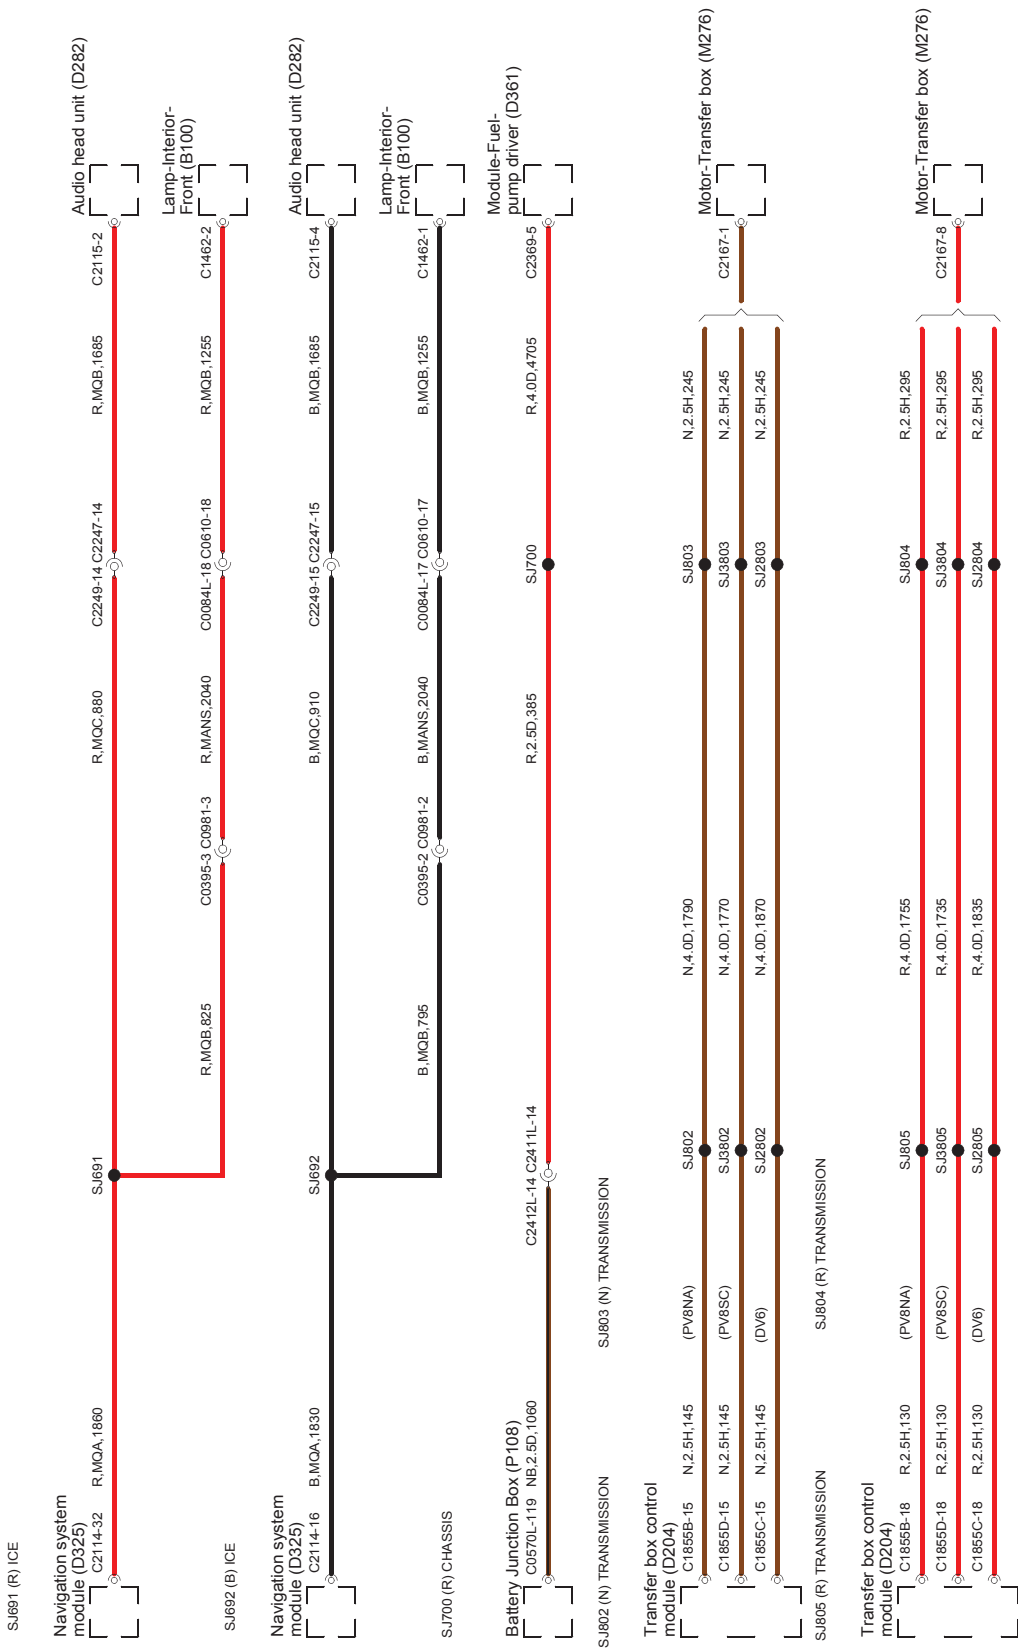 SJ691 (R) ICE
Navigation system
module (D325)
C2114-32
R,MQA,1860
SJ691
R,MQC,880
C2249-14
C2247-14
R,MQB,1685
C2115-2
Audio head unit (D282)
R,MQB,825
C0395-3
C0981-3
R,MANS,2040
C0084L-18
C0610-18
R,MQB,1255
C1462-2
Lamp-Interior-
Front (B100)
SJ692 (B) ICE
Navigation system
module (D325)
C2114-16
B,MQA,1830
SJ692
B,MQC,910
C2249-15
C2247-15
B,MQB,1685
C2115-4
Audio head unit (D282)
B,MQB,795
C0395-2
C0981-2
B,MANS,2040
C0084L-17
C0610-17
B,MQB,1255
C1462-1
Lamp-Interior-
Front (B100)
SJ700 (R) CHASSIS
Battery Junction Box (P108)
C0570L-119
NB,2.5D,1060
C2412L-14
C2411L-14
R,2.5D,385
SJ700
R,4.0D,4705
C2369-5
Module-Fuel-
pump driver (D361)
SJ802 (N) TRANSMISSION
SJ803 (N) TRANSMISSION
Transfer box control
module (D204)
C1855B-15
N,2.5H,145
(PV8NA)
SJ802
N,4.0D,1790
SJ803
N,2.5H,245
C1855D-15
N,2.5H,145
(PV8SC)
SJ3802
N,4.0D,1770
SJ3803
N,2.5H,245
C1855C-15
N,2.5H,145
(DV6)
SJ2802
N,4.0D,1870
SJ2803
N,2.5H,245
C2167-1
Motor-Transfer box (M276)
SJ805 (R) TRANSMISSION
SJ804 (R) TRANSMISSION
Transfer box control
module (D204)
C1855B-18
R,2.5H,130
(PV8NA)
SJ805
R,4.0D,1755
SJ804
R,2.5H,295
C1855D-18
R,2.5H,130
(PV8SC)
SJ3805
R,4.0D,1735
SJ3804
R,2.5H,295
C1855C-18
R,2.5H,130
(DV6)
SJ2805
R,4.0D,1835
SJ2804
R,2.5H,295
C2167-8
Motor-Transfer box (M276)